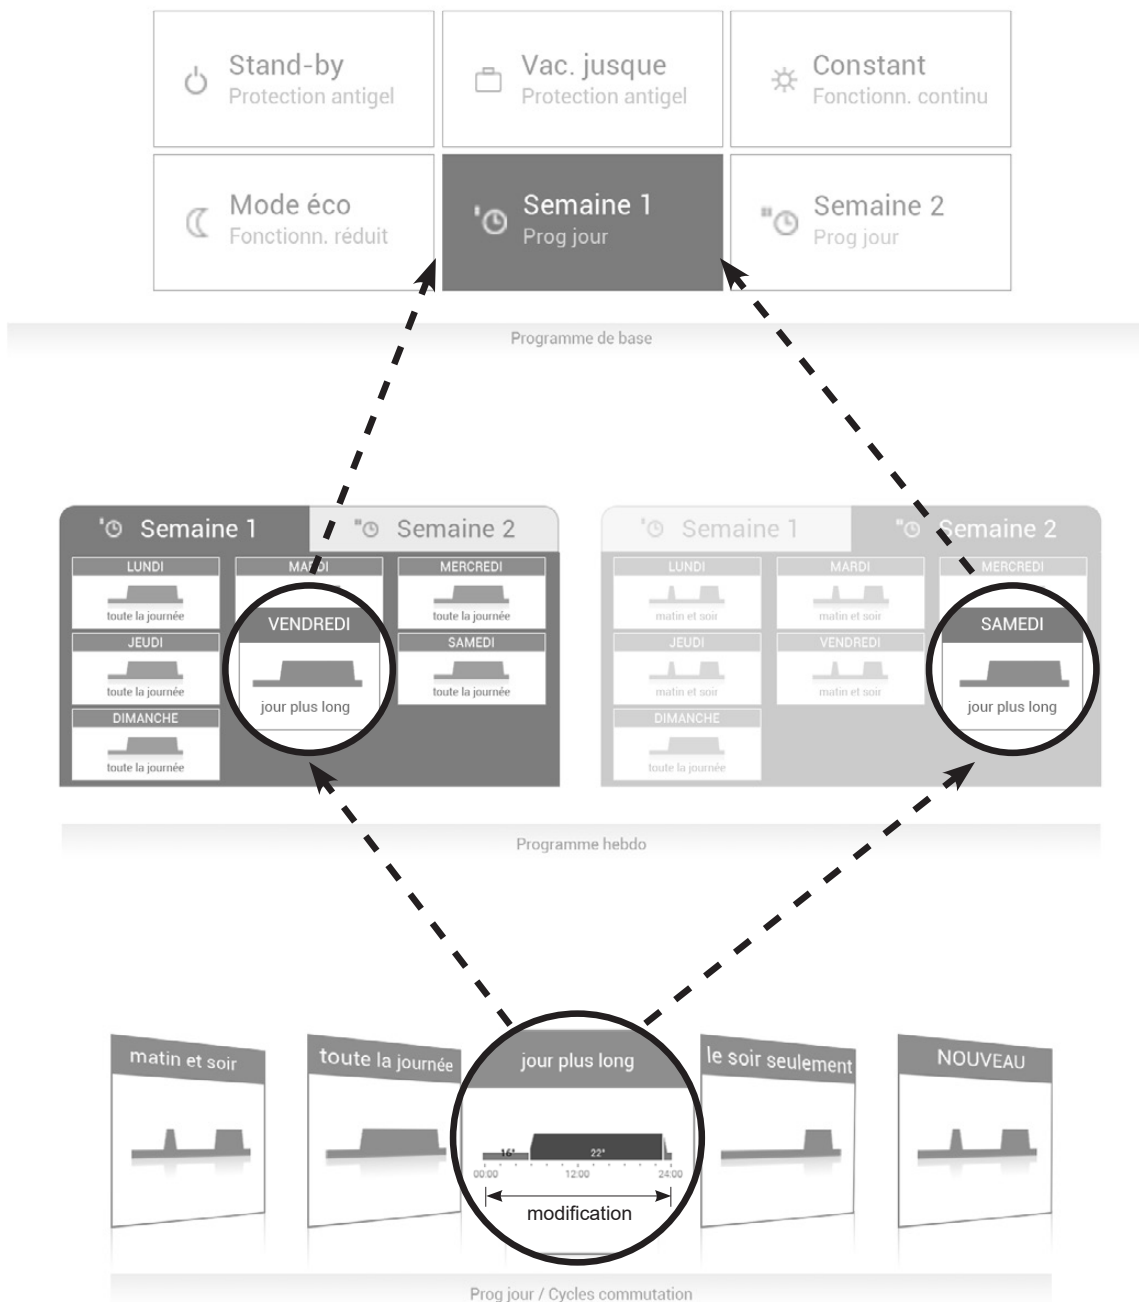 Stand-by
Protection antigel
Vac. jusque
Protection antigel
Constant
Fonctionn. continu
Mode éco
Fonctionn. réduit
Semaine 1
Prog jour
Semaine 2
Prog jour
Programme de base
Semaine 1
Semaine 2
LUNDI
toute la journée
MARDI
MERCREDI
toute la journée
JEUDI
toute la journée
VENDREDI
jour plus long
SAMEDI
toute la journée
DIMANCHE
toute la journée
Semaine 1
Semaine 2
LUNDI
matin et soir
MARDI
matin et soir
MERCREDI
JEUDI
matin et soir
VENDREDI
matin et soir
SAMEDI
jour plus long
DIMANCHE
toute la journée
Programme hebdo
matin et soir
toute la journée
jour plus long
16°
22°
00:00
12:00
24:00
modification
le soir seulement
NOUVEAU
Prog jour / Cycles commutation